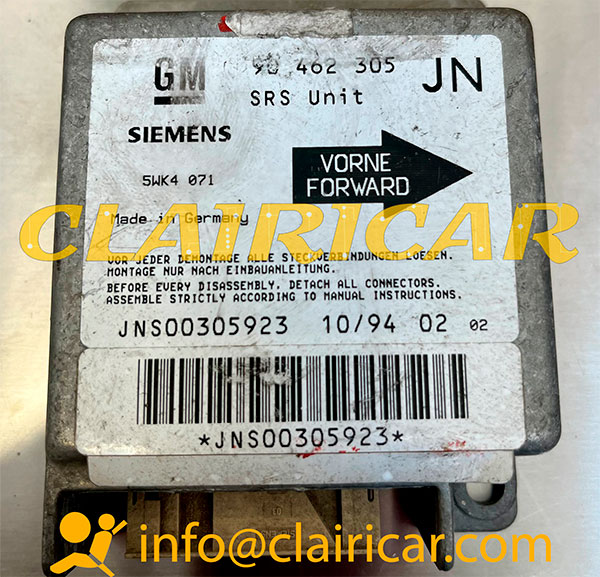 GM 90 462 305 JN
SRS Unit
SIEMENS
5WK4 071
VORNE
FORWARD
Made in Germany
CLAIRICAR
VOR JEDER DEMONTAGE ALLE STECKVERBINDUNGEN LOESEN.
MONTAGE NUR NACH EINBAUANLEITUNG.
BEFORE EVERY DISASSEMBLY, DETACH ALL CONNECTORS.
ASSEMBLE STRICTLY ACCORDING TO MANUAL INSTRUCTIONS.
JNS00305923 10/94 02 02
*JNS00305923*
info@clairicar.com